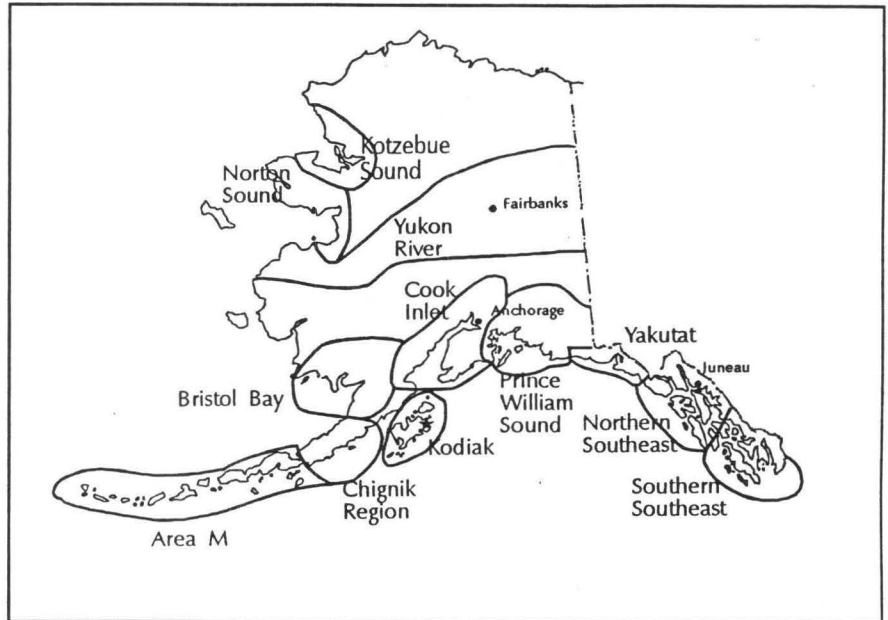 Kotzebue
Sound
Norton
Sound
Fairbanks
Yukon
River
Cook
Inlet
Anchorage
Yakutat
Juneau
Bristol Bay
Prince
William
Sound
Northern
Southeast
Kodiak
Chignik
Region
Southern
Southeast
Area M